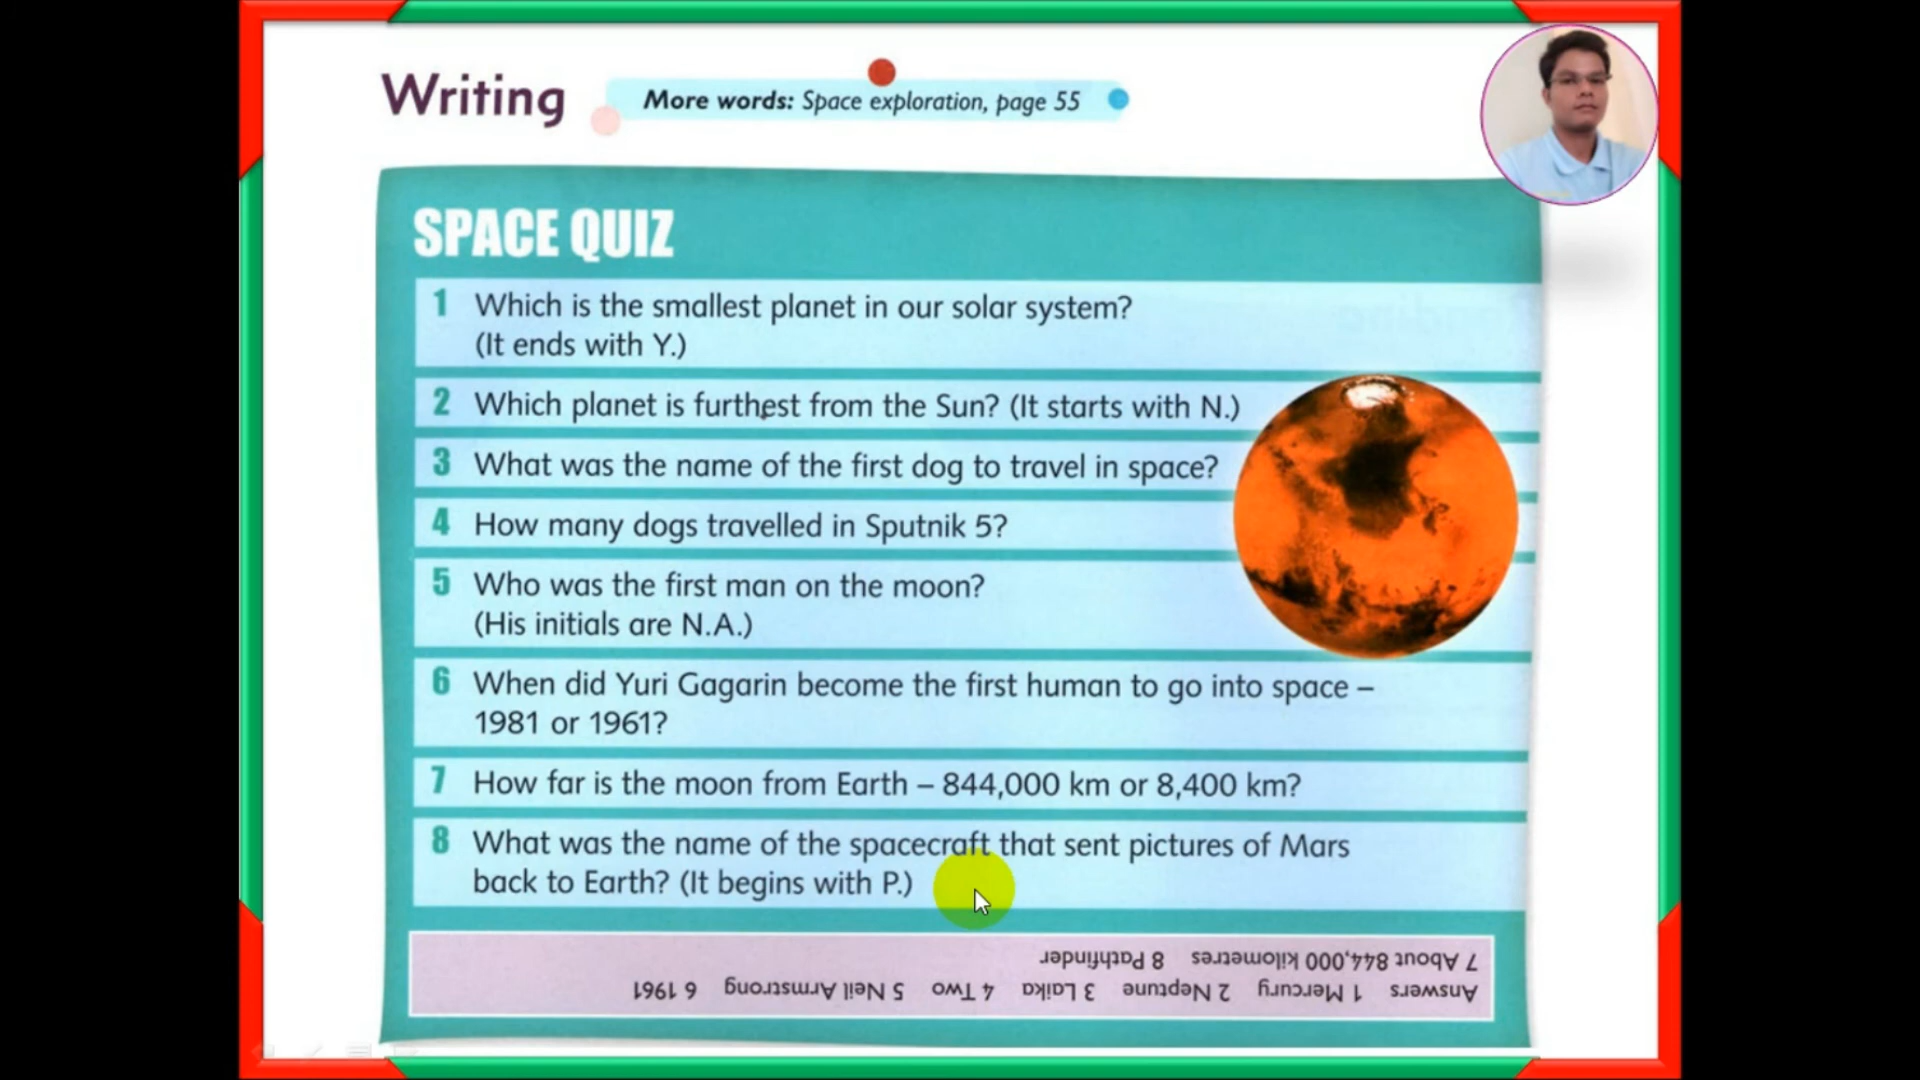 Writing
More words: Space exploration, page 55
SPACE QUIZ
1 Which is the smallest planet in our solar system?
(It ends with Y.)
2 Which planet is furthest from the Sun? (It starts with N.)
3 What was the name of the first dog to travel in space?
4 How many dogs travelled in Sputnik 5?
5 Who was the first man on the moon?
(His initials are N.A.)
6 When did Yuri Gagarin become the first human to go into space –
1981 or 1961?
7 How far is the moon from Earth – 844,000 km or 8,400 km?
8 What was the name of the spacecraft that sent pictures of Mars
back to Earth? (It begins with P.)
Answers 1 Mercury 2 Neptune 3 Laika 4 Two 5 Neil Armstrong 6 1961
7 About 844,000 kilometres 8 Pathfinder